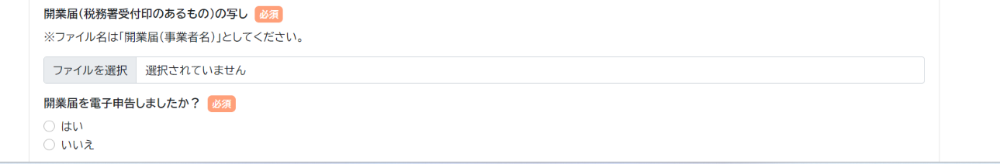 開業届(税務署受付印のあるもの)の写し 必須
※ファイル名は「開業届(事業者名)」としてください。
ファイルを選択 選択されていません
開業届を電子申告しましたか？ 必須
はい
いいえ